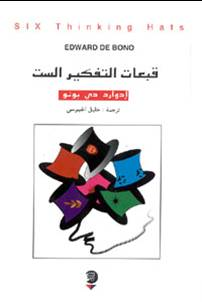 SIX Thinking Hats
EDWARD DE BONO
قبعات التفكير الست
إدوارد دي بونو
ترجمة : خليل الجيوسي